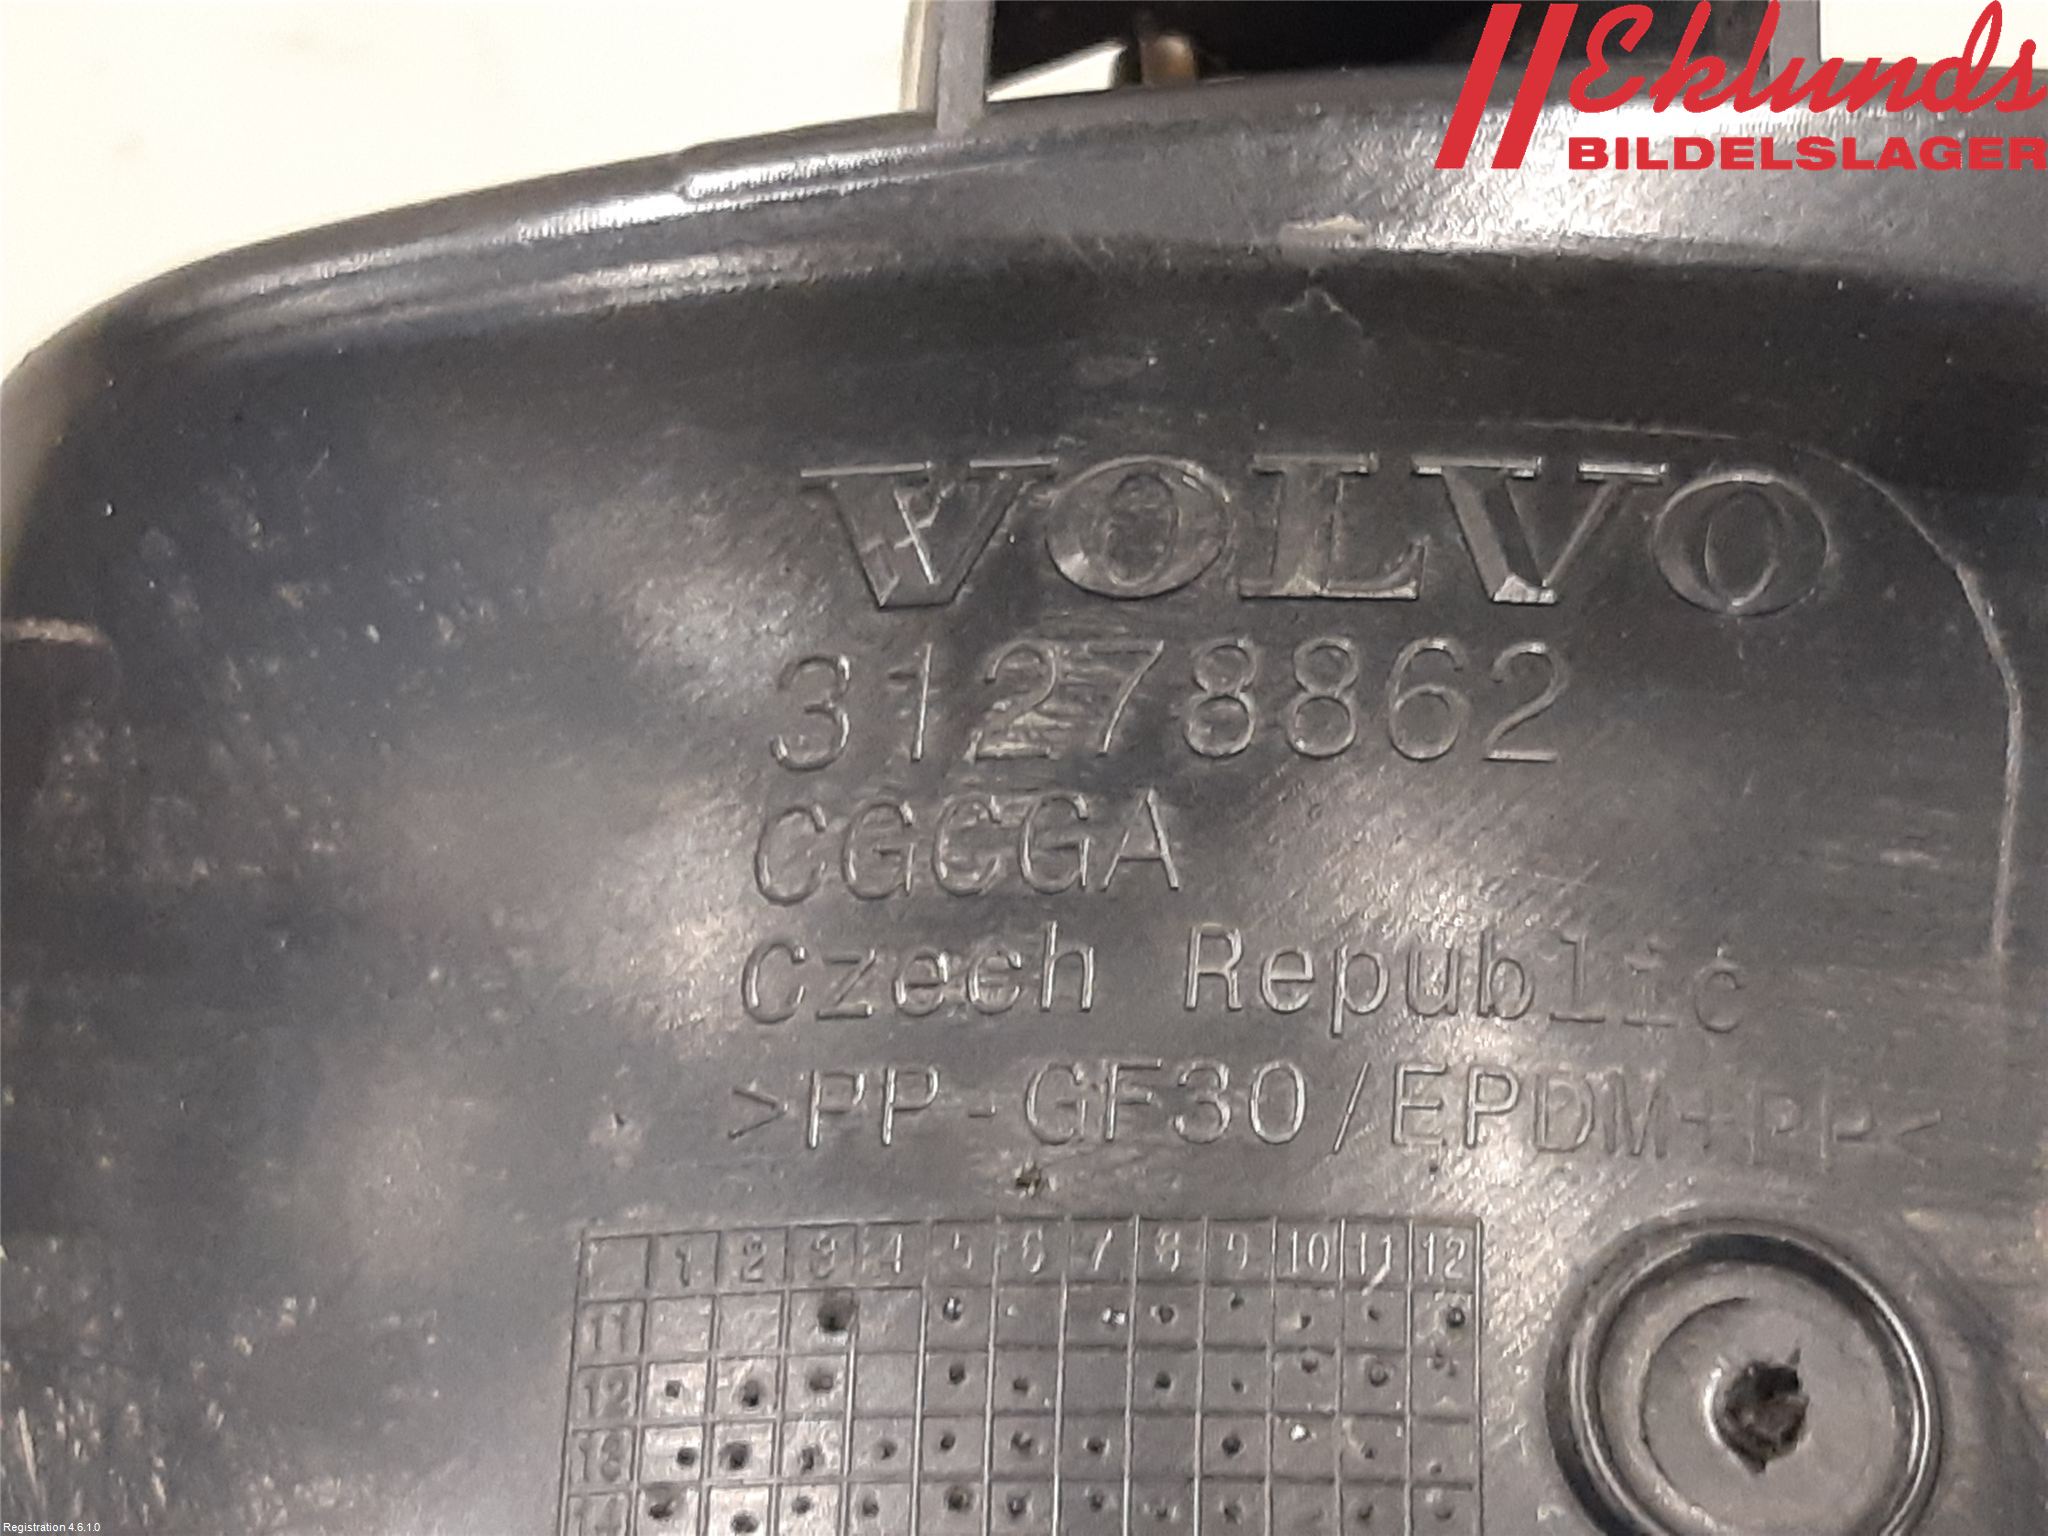 Eklunds
BILDELSLAGER
VOLVO
31278862
CGCGA
Czech Republic
>PP-GF30/EPDM+PP<
1 2 3 4 5 6 7 8 9 10 11 12
11
12
13
14
Registration 4.6.1.0